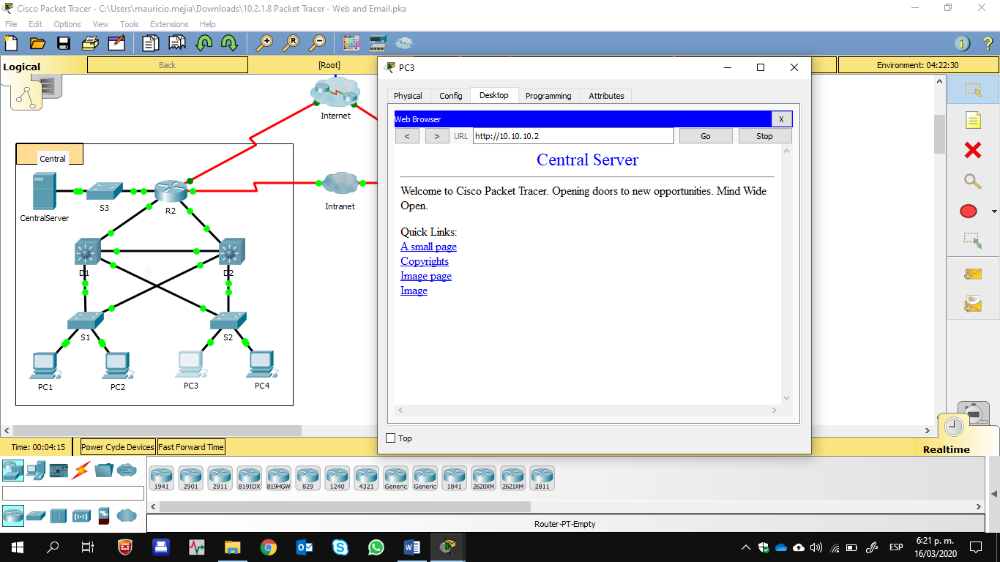 Cisco Packet Tracer - C:\Users\mauricio.mejia\Downloads\10.2.1.8 Packet Tracer - Web and Email.pka
File Edit Options View Tools Extensions Help
Logical
Back
[Root]
Environment: 04:22:30
Internet
Central
CentralServer
S3
R2
Intranet
D1
D2
S1
S2
PC1
PC2
PC3
PC4
PC3
Physical Config Desktop Programming Attributes
Web Browser X
< > URL http://10.10.10.2 Go Stop
Central Server
Welcome to Cisco Packet Tracer. Opening doors to new opportunities. Mind Wide
Open.
Quick Links:
A small page
Copyrights
Image page
Image
Top
Time: 00:04:15 Power Cycle Devices Fast Forward Time
Realtime
1941 2901 2911 819IOX 819HGW 829 1240 4321 Generic Generic 1841 2620XM 2621XM 2811
Router-PT-Empty
ESP
6:21 p. m.
16/03/2020